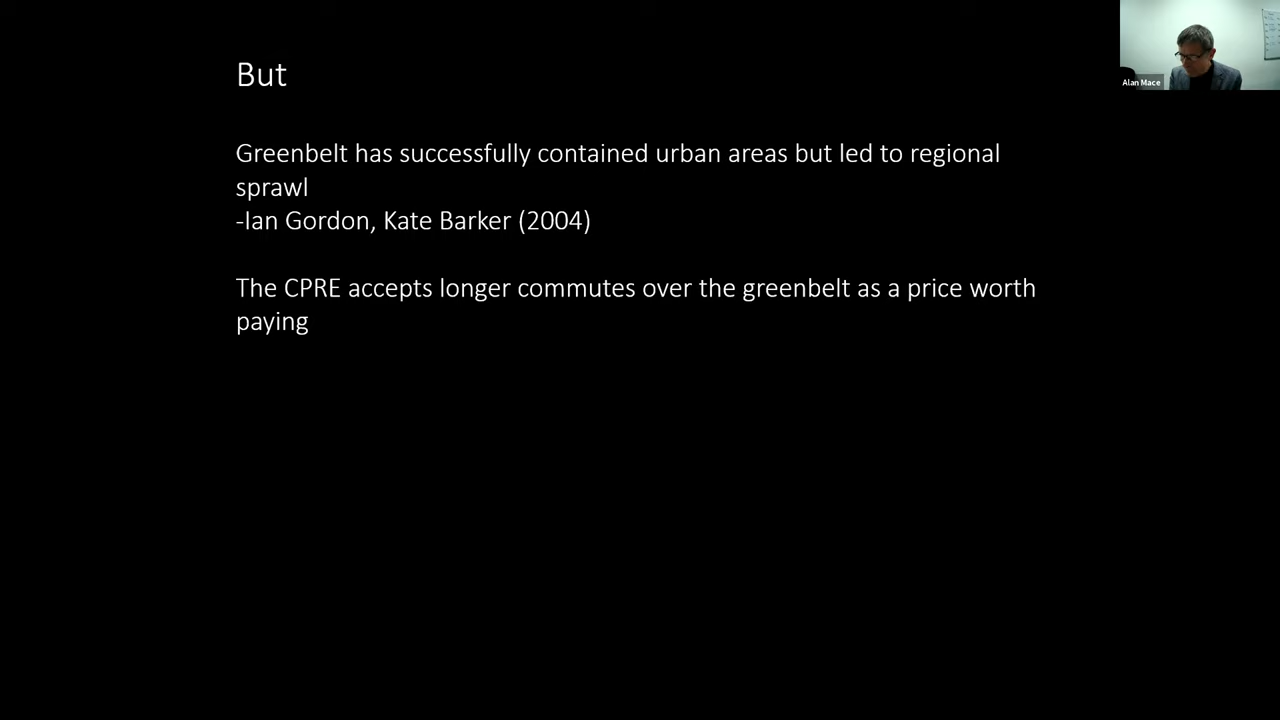 But
Greenbelt has successfully contained urban areas but led to regional
sprawl
-Ian Gordon, Kate Barker (2004)
The CPRE accepts longer commutes over the greenbelt as a price worth
paying
Alan Mace